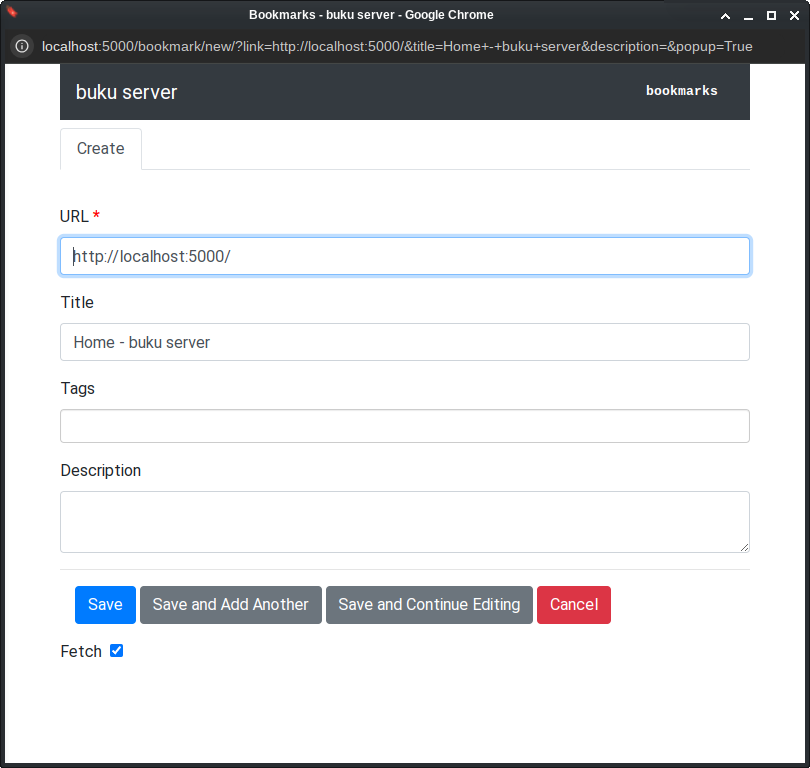 Bookmarks - buku server - Google Chrome
localhost:5000/bookmark/new/?link=http://localhost:5000/&title=Home+-+buku+server&description=&popup=True
buku server bookmarks
Create
URL *
http://localhost:5000/
Title
Home - buku server
Tags
Description
Save Save and Add Another Save and Continue Editing Cancel
Fetch